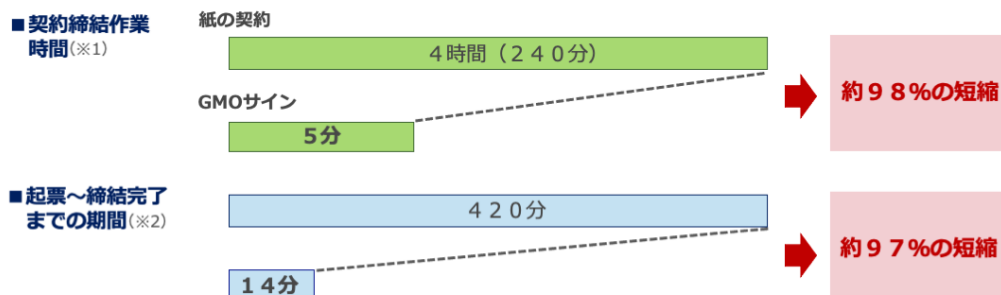 ■契約締結作業
時間(※1)
紙の契約
４時間（２４０分）
GMOサイン
５分
約９８%の短縮
■起票～締結完了
までの期間(※2)
４２０分
１４分
約９７%の短縮